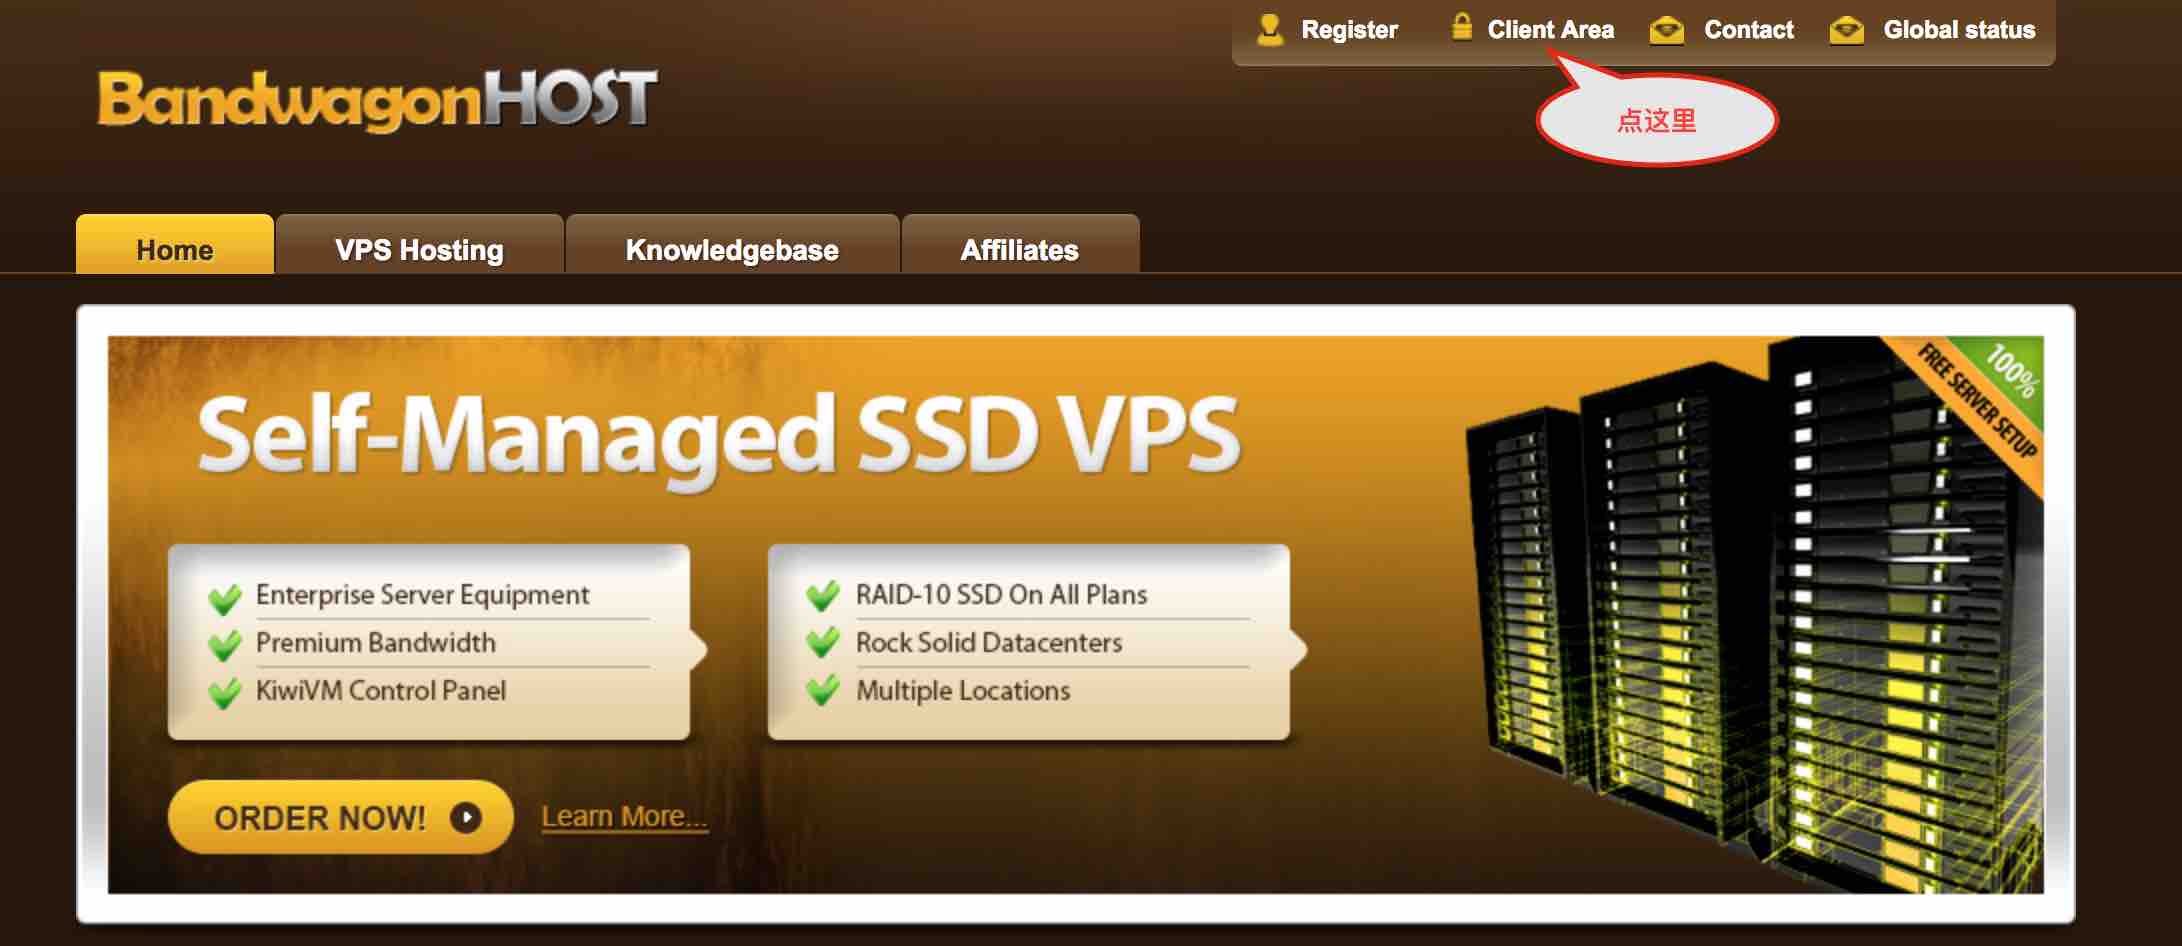 Register
Client Area
Contact
Global status
BandwagonHOST
点这里
Home
VPS Hosting
Knowledgebase
Affiliates
100%
FREE SERVER SETUP
Self-Managed SSD VPS
Enterprise Server Equipment
Premium Bandwidth
KiwiVM Control Panel
RAID-10 SSD On All Plans
Rock Solid Datacenters
Multiple Locations
ORDER NOW!
Learn More...